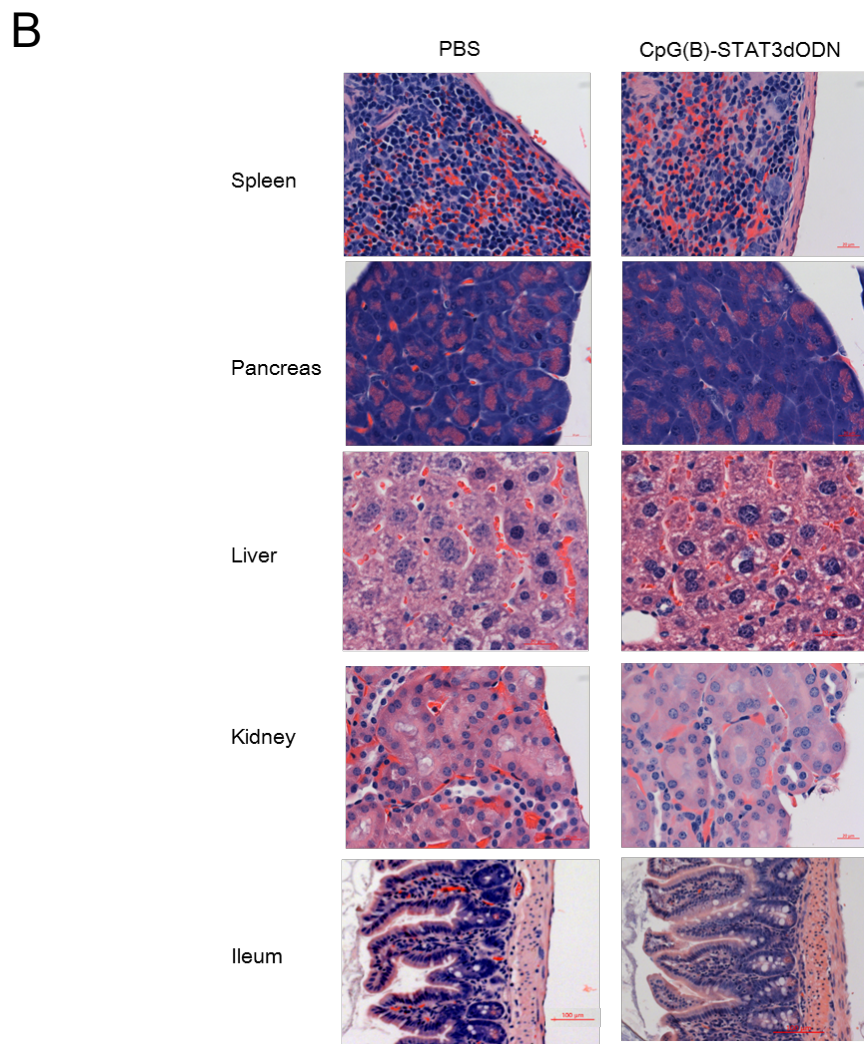 B
PBS CpG(B)-STAT3dODN
Spleen
Pancreas
Liver
Kidney
Ileum
100 µm